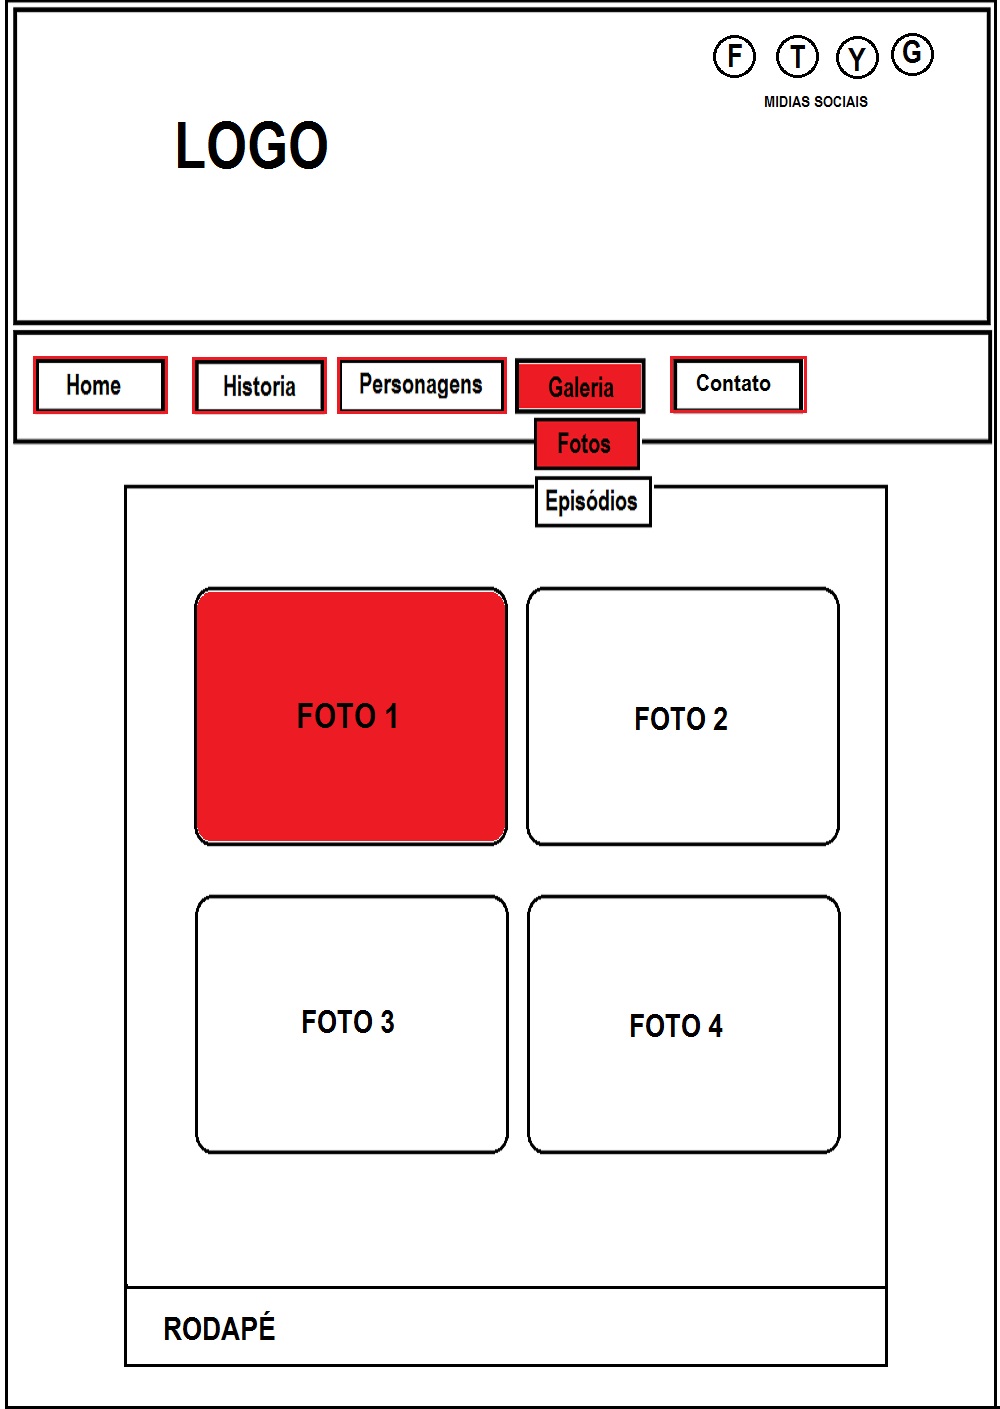 F T Y G
MIDIAS SOCIAIS
LOGO
Home Historia Personagens Galeria Contato
Fotos
Episódios
FOTO 1 FOTO 2
FOTO 3 FOTO 4
RODAPÉ